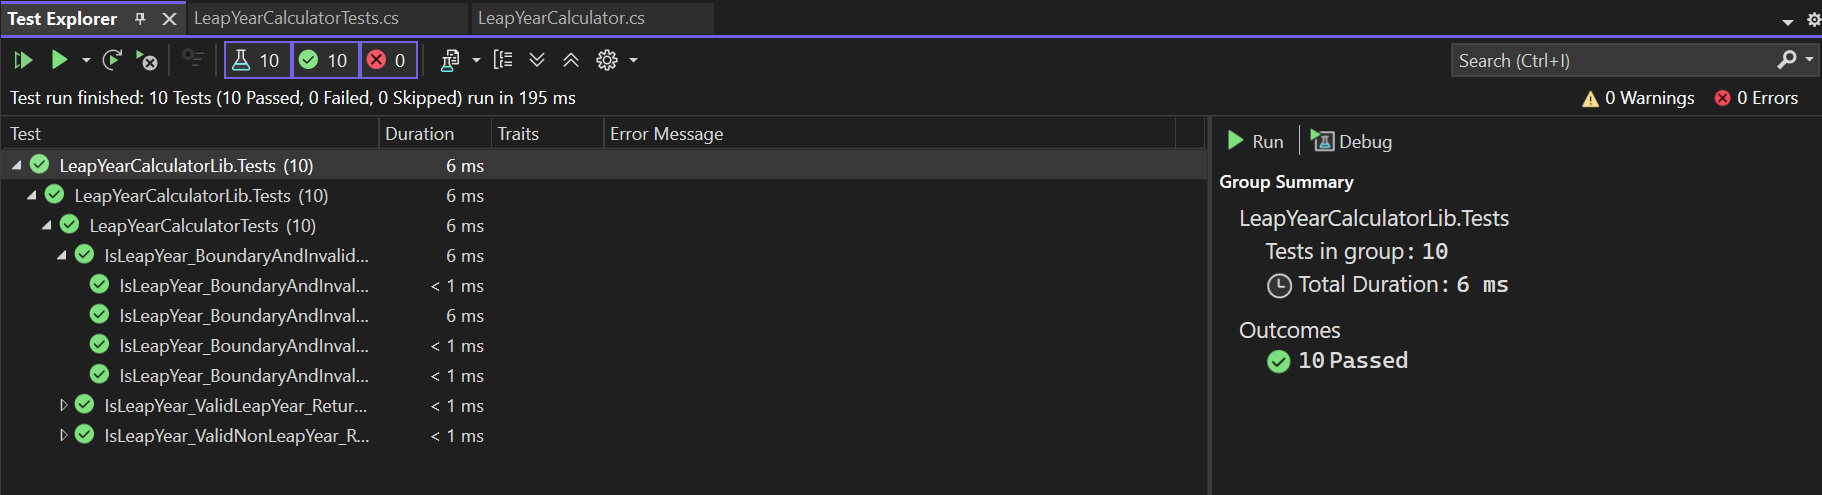 Test Explorer LeapYearCalculatorTests.cs LeapYearCalculator.cs
10 10 0 Search (Ctrl+I)
Test run finished: 10 Tests (10 Passed, 0 Failed, 0 Skipped) run in 195 ms 0 Warnings 0 Errors
Test Duration Traits Error Message
LeapYearCalculatorLib.Tests (10) 6 ms
LeapYearCalculatorLib.Tests (10) 6 ms
LeapYearCalculatorTests (10) 6 ms
IsLeapYear_BoundaryAndInvalid... 6 ms
IsLeapYear_BoundaryAndInval... < 1 ms
IsLeapYear_BoundaryAndInval... 6 ms
IsLeapYear_BoundaryAndInval... < 1 ms
IsLeapYear_BoundaryAndInval... < 1 ms
IsLeapYear_ValidLeapYear_Retur... < 1 ms
IsLeapYear_ValidNonLeapYear_R... < 1 ms
Run Debug
Group Summary
LeapYearCalculatorLib.Tests
Tests in group: 10
Total Duration: 6 ms
Outcomes
10 Passed